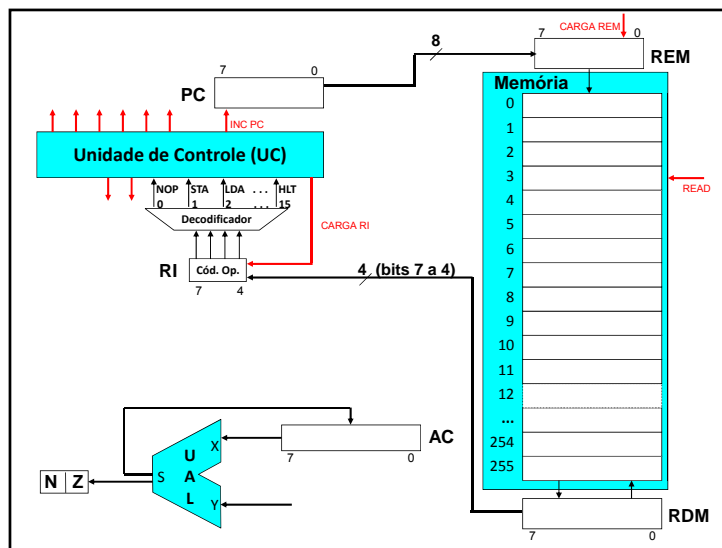 CARGA REM
7 0
REM
8
7 0
PC
Memória
0
1
2
3
4
5
6
7
8
9
10
11
12
...
254
255
INC PC
Unidade de Controle (UC)
READ
NOP STA LDA . . . HLT
0 1 2 . . . 15
Decodificador
CARGA RI
RI
Cód. Op.
7 4
4 (bits 7 a 4)
AC
7 0
X
U
A
L
S
Y
N Z
RDM
7 0